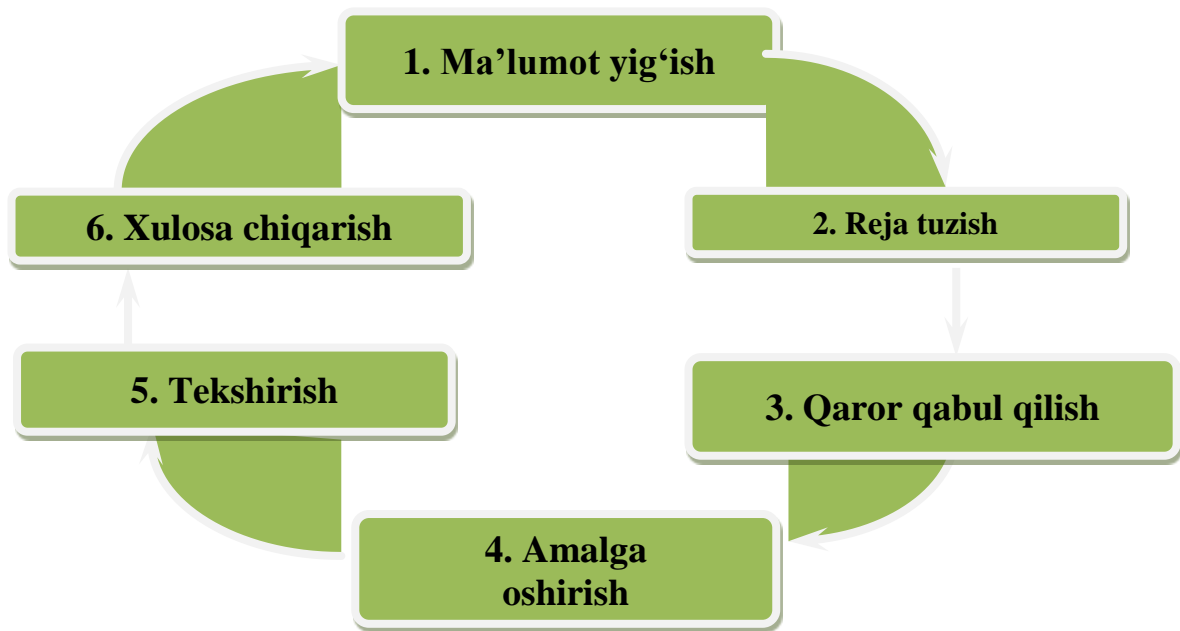 1. Ma’lumot yig‘ish
2. Reja tuzish
3. Qaror qabul qilish
4. Amalga
oshirish
5. Tekshirish
6. Xulosa chiqarish